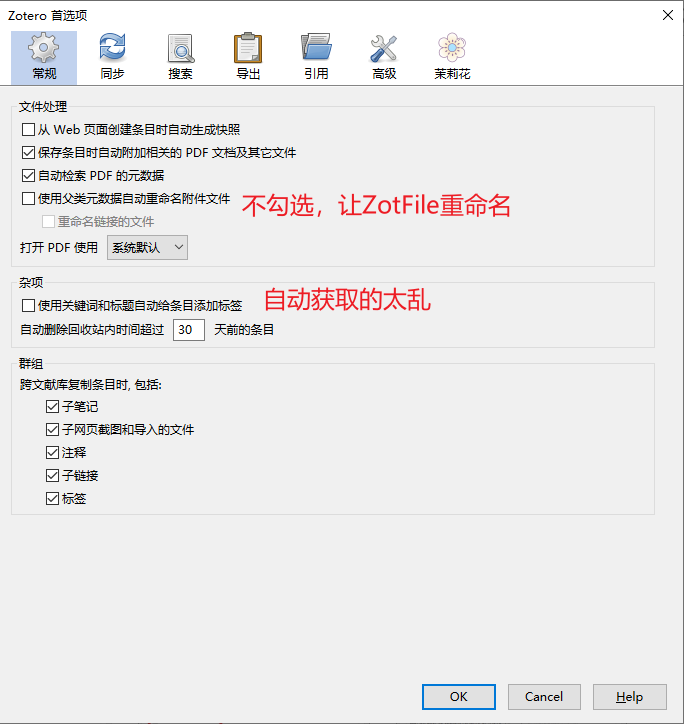 Zotero 首选项
常规 同步 搜索 导出 引用 高级 茉莉花
文件处理
从 Web 页面创建条目时自动生成快照
保存条目时自动附加相关的 PDF 文档及其它文件
自动检索 PDF 的元数据
使用父类元数据自动重命名附件文件 不勾选，让ZotFile重命名
重命名链接的文件
打开 PDF 使用 系统默认
杂项
使用关键词和标题自动给条目添加标签 自动获取的太乱
自动删除回收站内时间超过 30 天前的条目
群组
跨文献库复制条目时, 包括:
子笔记
子网页截图和导入的文件
注释
子链接
标签
OK Cancel Help